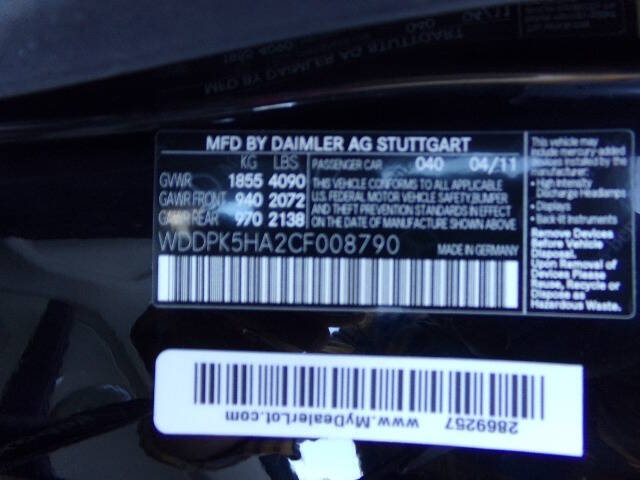 MFD BY DAIMLER AG STUTTGART
KG LBS
GVWR 1855 4090
GAWR FRONT 940 2072
GAWR REAR 970 2138
PASSENGER CAR 040 04/11
THIS VEHICLE CONFORMS TO ALL APPLICABLE
U.S. FEDERAL MOTOR VEHICLE SAFETY, BUMPER
AND THEFT PREVENTION STANDARDS IN EFFECT
ON THE DATE OF MANUFACTURE SHOWN ABOVE.
WDDPK5HA2CF008790
This vehicle may
include mercury added
devices installed by the
manufacturer:
• High Intensity
Discharge Headlamps
• Displays
• Back-lit Instruments
Remove Devices
Before Vehicle
Disposal.
Upon Removal of
Devices Please
Reuse, Recycle or
Dispose as
Hazardous Waste.
www.MyDealerLot.com
2869257